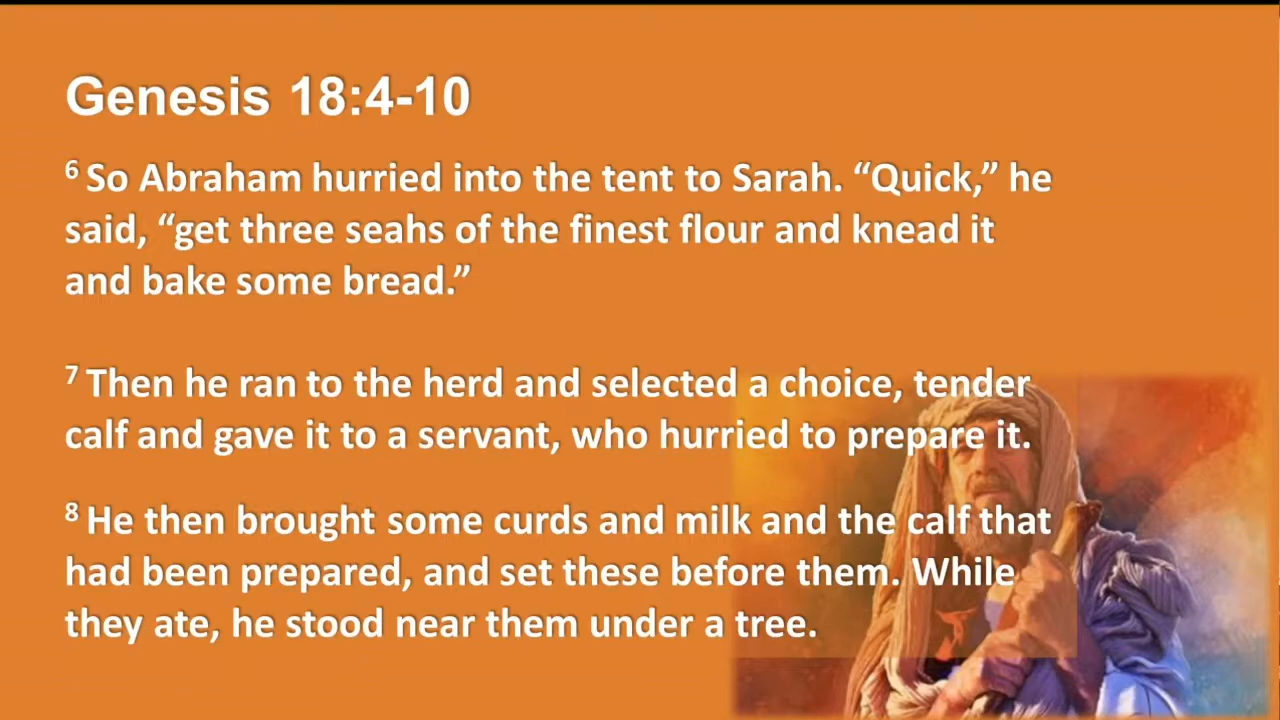 Genesis 18:4-10
6 So Abraham hurried into the tent to Sarah. “Quick,” he
said, “get three seahs of the finest flour and knead it
and bake some bread.”
7 Then he ran to the herd and selected a choice, tender
calf and gave it to a servant, who hurried to prepare it.
8 He then brought some curds and milk and the calf that
had been prepared, and set these before them. While
they ate, he stood near them under a tree.